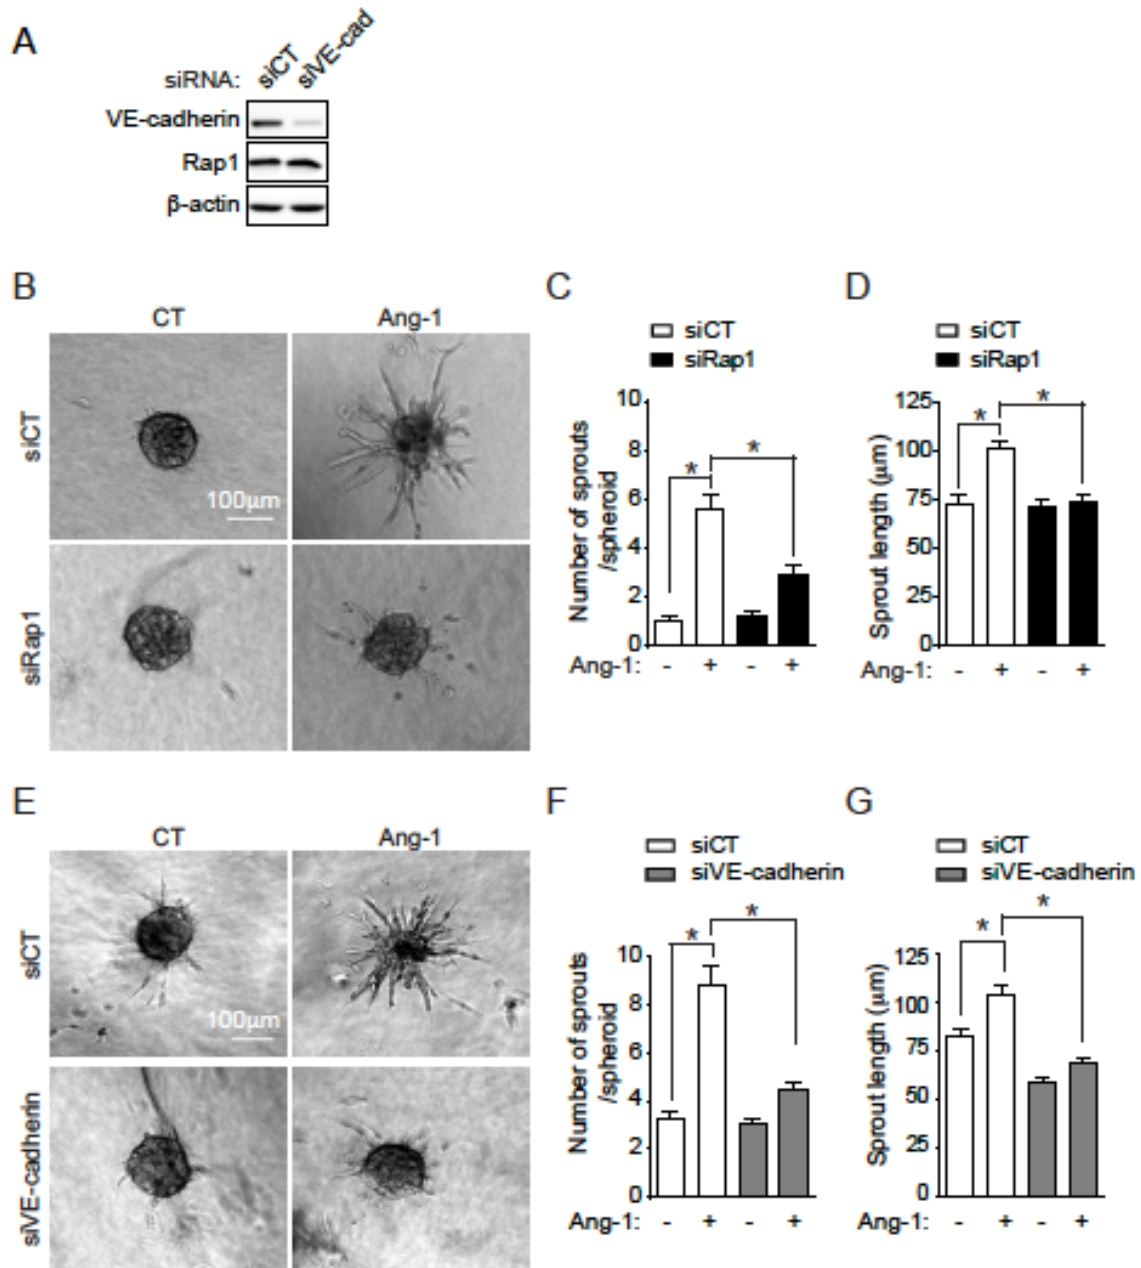 A
siRNA: siCT siVE-cad
VE-cadherin
Rap1
β-actin
B
CT Ang-1
siCT
100μm
siRap1
C
siCT
siRap1
Number of sprouts
/spheroid
10
8
6
4
2
0
* *
Ang-1: - + - +
D
siCT
siRap1
Sprout length (μm)
125
100
75
50
25
0
* *
Ang-1: - + - +
E
CT Ang-1
siCT
100μm
siVE-cadherin
F
siCT
siVE-cadherin
Number of sprouts
/spheroid
10
8
6
4
2
0
* *
Ang-1: - + - +
G
siCT
siVE-cadherin
Sprout length (μm)
125
100
75
50
25
0
* *
Ang-1: - + - +